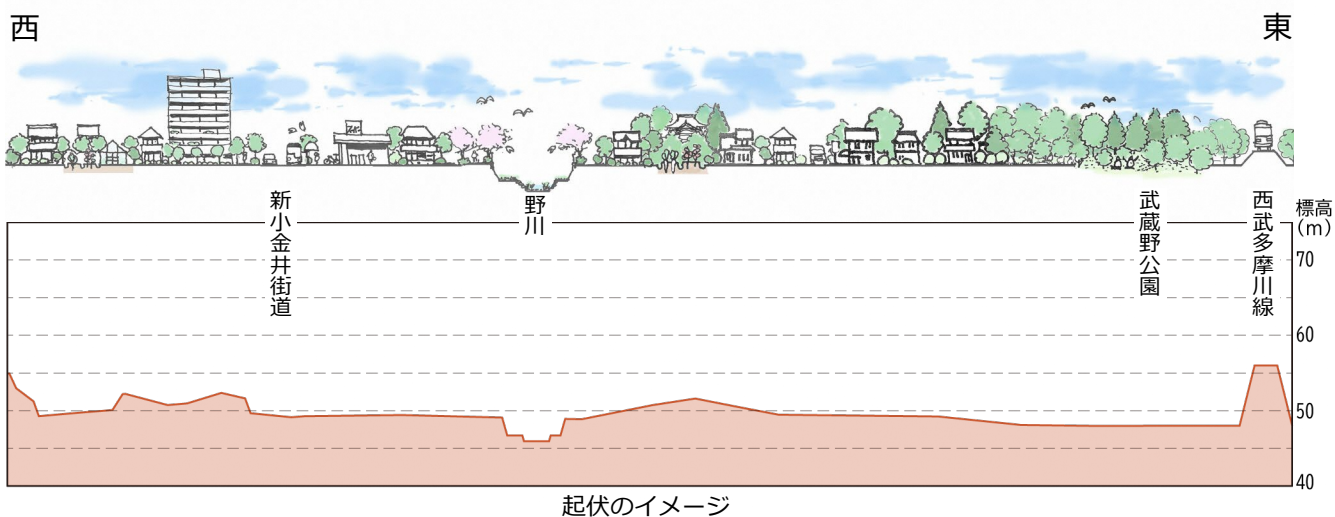 西
東
新小金井街道
野川
武蔵野公園
西武多摩川線
標高
(m)
70
60
50
40
起伏のイメージ